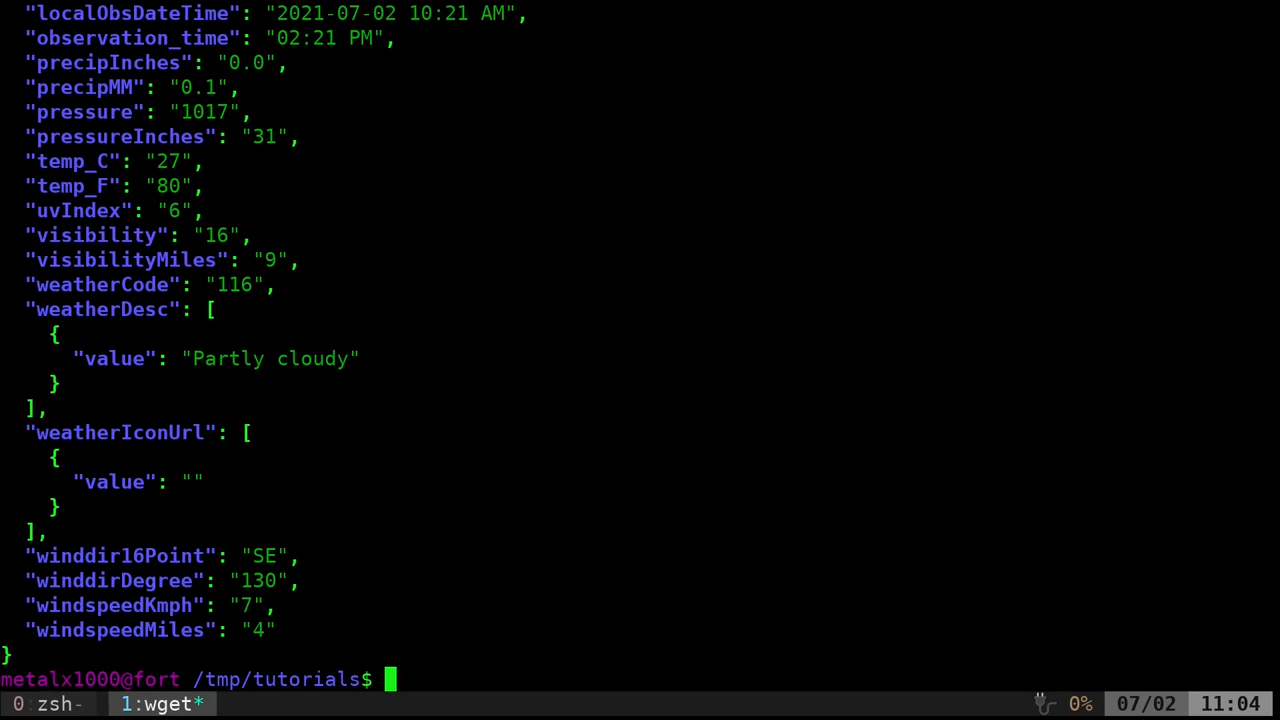 "localObsDateTime": "2021-07-02 10:21 AM",
"observation_time": "02:21 PM",
"precipInches": "0.0",
"precipMM": "0.1",
"pressure": "1017",
"pressureInches": "31",
"temp_C": "27",
"temp_F": "80",
"uvIndex": "6",
"visibility": "16",
"visibilityMiles": "9",
"weatherCode": "116",
"weatherDesc": [
{
"value": "Partly cloudy"
}
],
"weatherIconUrl": [
{
"value": ""
}
],
"winddir16Point": "SE",
"winddirDegree": "130",
"windspeedKmph": "7",
"windspeedMiles": "4"
}
metalx1000@fort /tmp/tutorials$
0:zsh- 1:wget* 0% 07/02 11:04